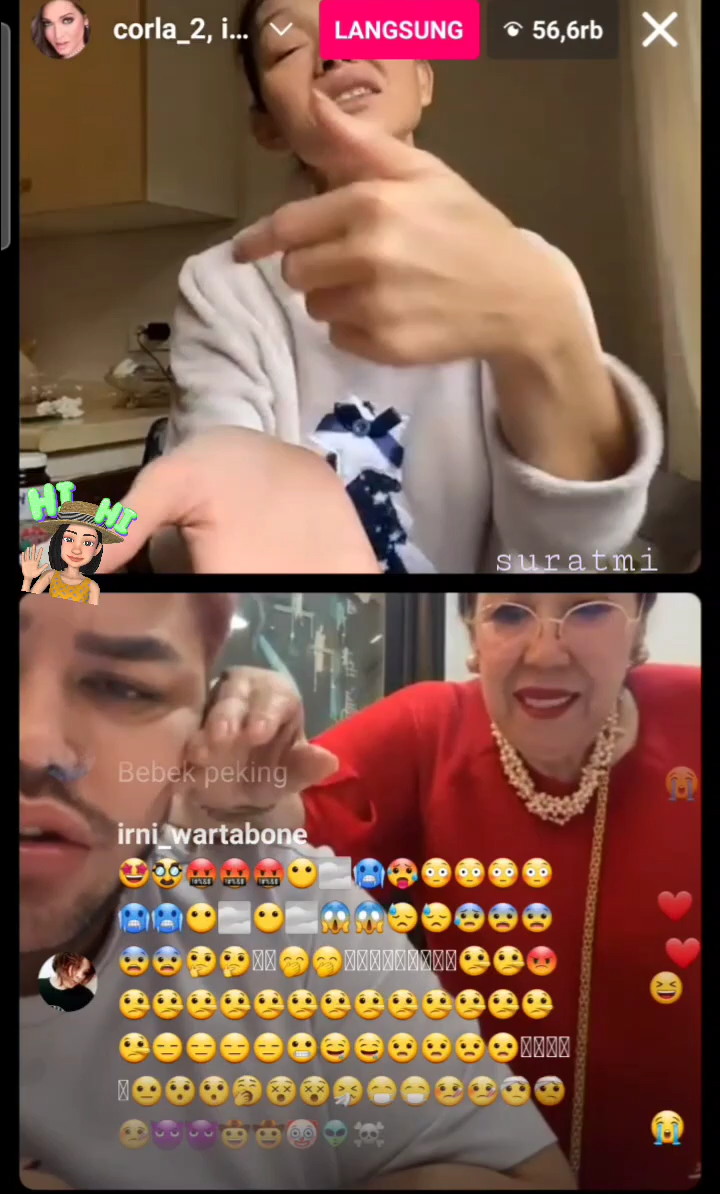 corla_2, i...
LANGSUNG
56,6rb
HI HI
suratmi
Bebek peking
irni_wartabone